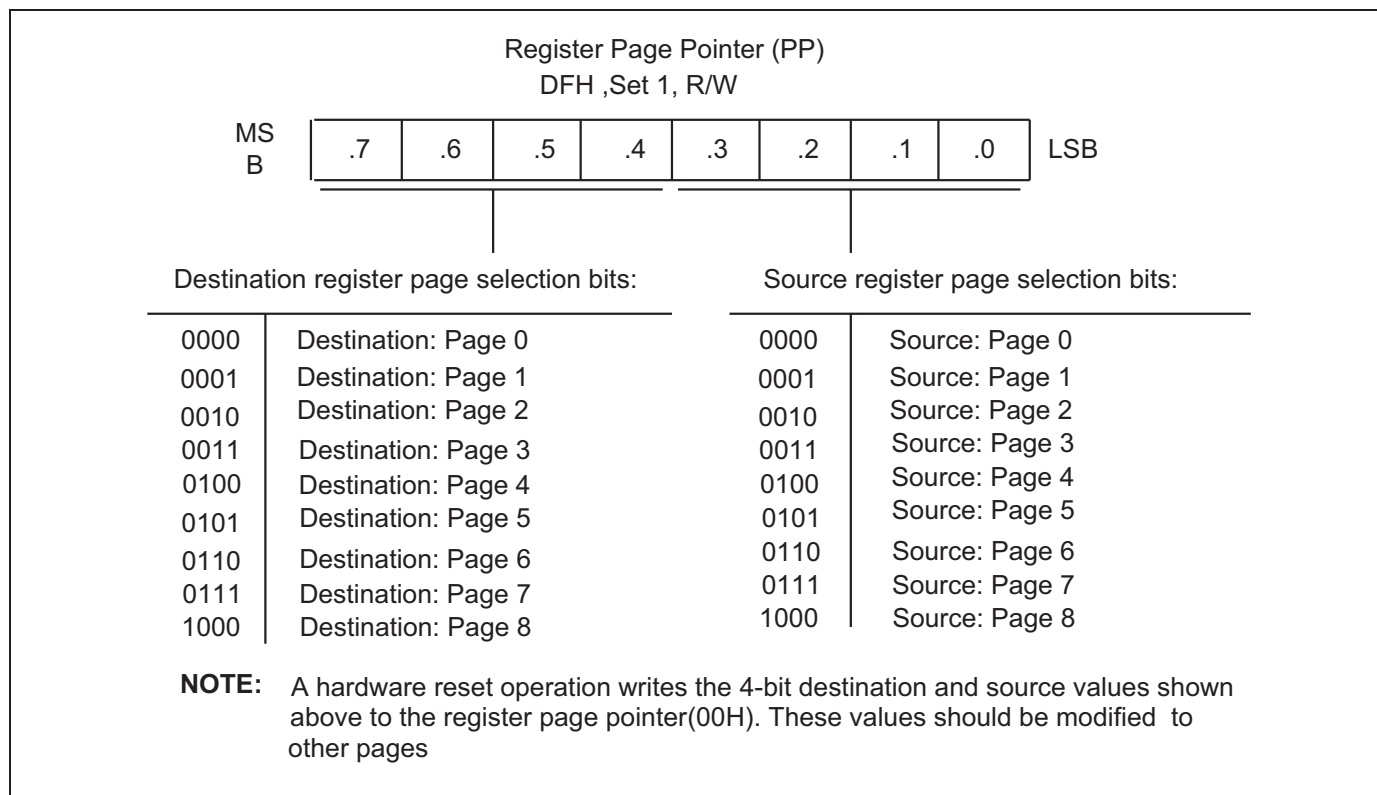 Register Page Pointer (PP)
DFH ,Set 1, R/W
MS
B
.7 .6 .5 .4 .3 .2 .1 .0 LSB
Destination register page selection bits:
0000 Destination: Page 0
0001 Destination: Page 1
0010 Destination: Page 2
0011 Destination: Page 3
0100 Destination: Page 4
0101 Destination: Page 5
0110 Destination: Page 6
0111 Destination: Page 7
1000 Destination: Page 8
Source register page selection bits:
0000 Source: Page 0
0001 Source: Page 1
0010 Source: Page 2
0011 Source: Page 3
0100 Source: Page 4
0101 Source: Page 5
0110 Source: Page 6
0111 Source: Page 7
1000 Source: Page 8
NOTE: A hardware reset operation writes the 4-bit destination and source values shown
above to the register page pointer(00H). These values should be modified to
other pages